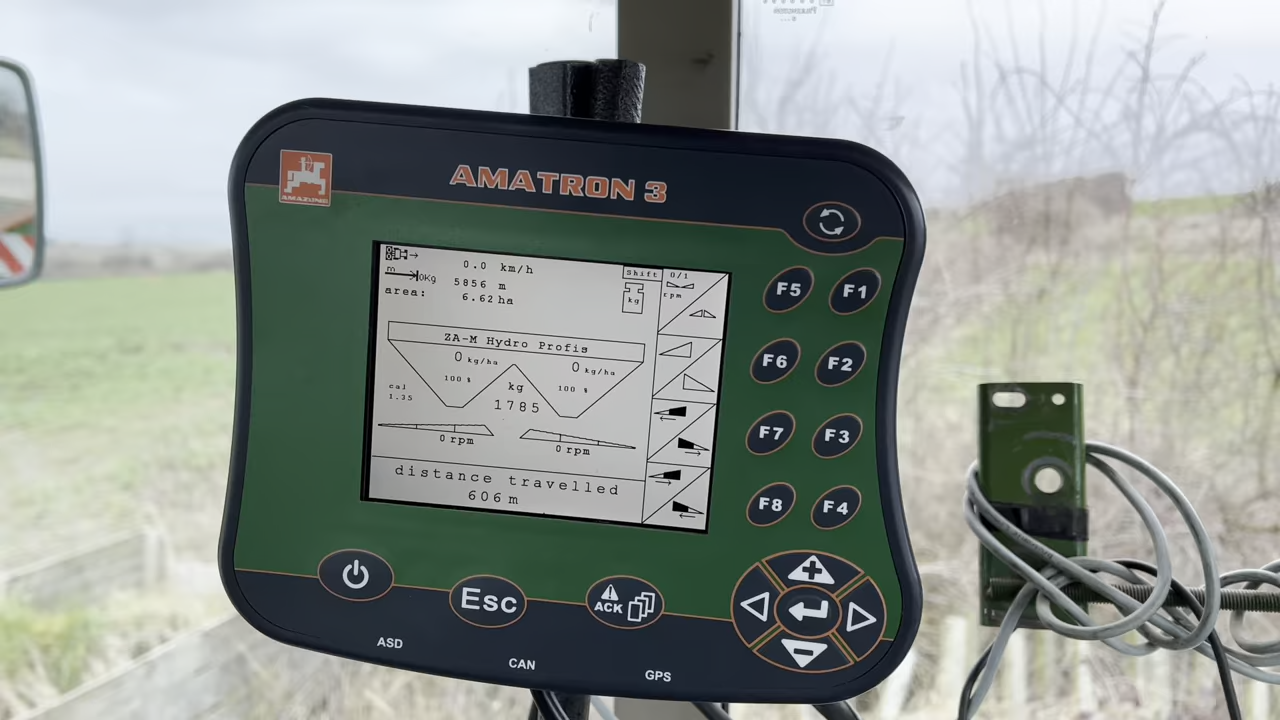 AMATRON 3
AMAZONE
0.0 km/h
Shift
0/1
m
0Kg
5856 m
kg
rpm
area:
6.62 ha
ZA-M Hydro Profis
0 kg/ha
0 kg/ha
100 %
kg
100 %
cal
1.35
1785
0 rpm
0 rpm
distance travelled
606 m
F5
F1
F6
F2
F7
F3
F8
F4
Esc
ACK
ASD
CAN
GPS